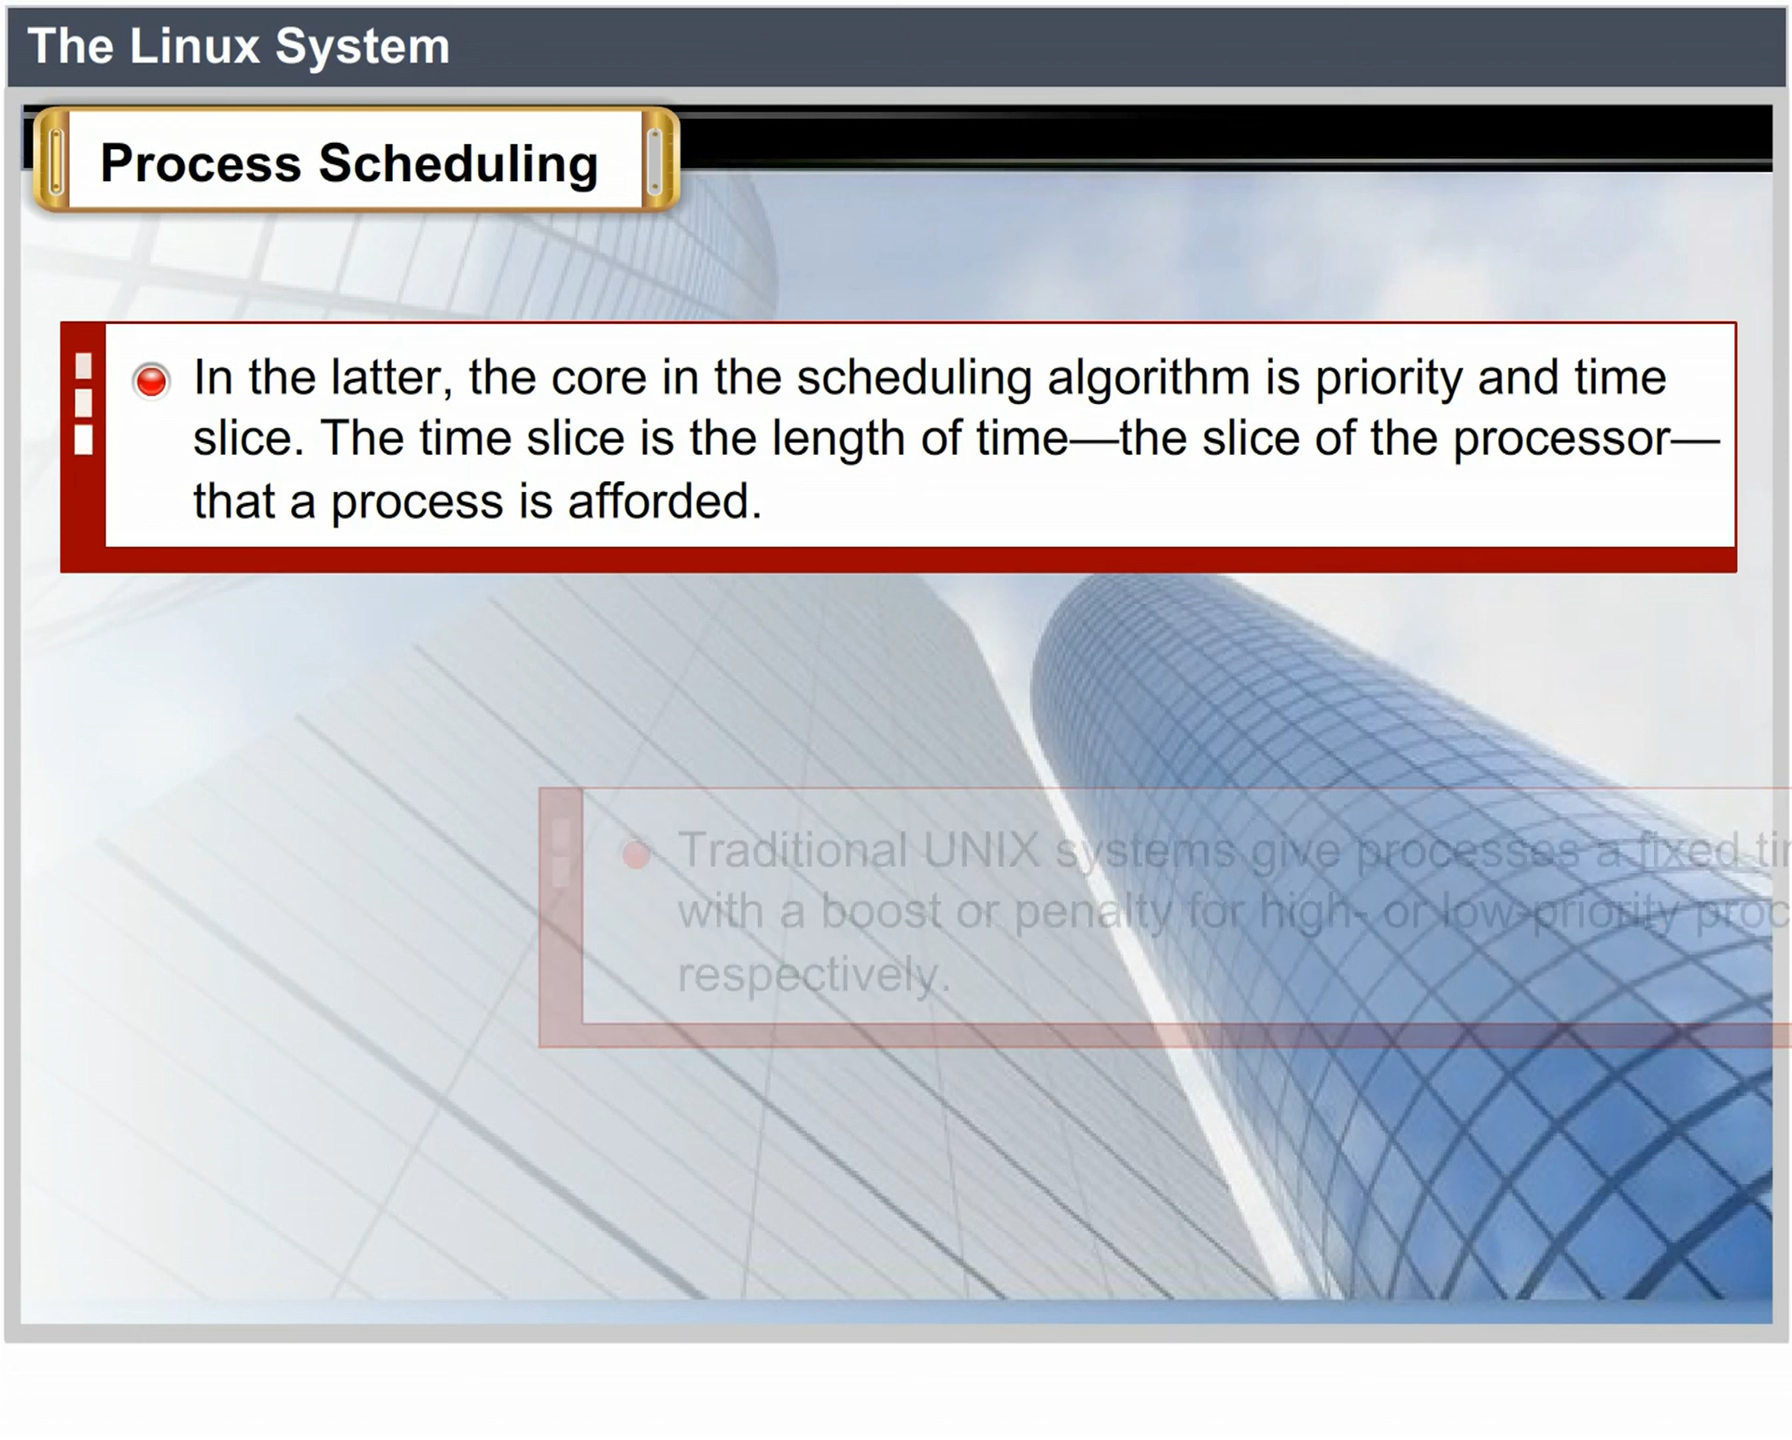 The Linux System
Process Scheduling
In the latter, the core in the scheduling algorithm is priority and time
slice. The time slice is the length of time—the slice of the processor—
that a process is afforded.
Traditional UNIX systems give processes a fixed
with a boost or penalty for high- or low-priority
respectively.